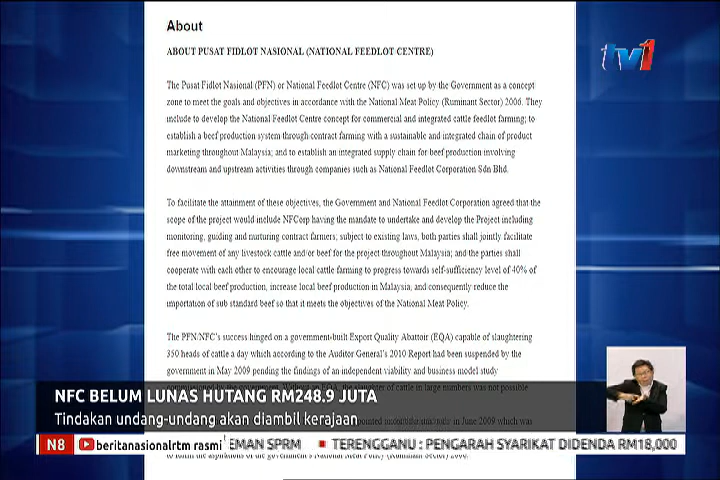 About
ABOUT PUSAT FIDLOT NASIONAL (NATIONAL FEEDLOT CENTRE)
tv1
The Pusat Fidlot Nasional (PFN) or National Feedlot Centre (NFC) was set up by the Government as a concept
zone to meet the goals and objectives in accordance with the National Meat Policy (Ruminant Sector) 2006. They
include to develop the National Feedlot Centre concept for commercial and integrated cattle feedlot farming; to
establish a beef production system through contract farming with a sustainable and integrated chain of product
marketing throughout Malaysia; and to establish an integrated supply chain for beef production involving
downstream and upstream activities through companies such as National Feedlot Corporation Sdn Bhd.
To facilitate the attainment of these objectives, the Government and National Feedlot Corporation agreed that the
scope of the project would include NFCorp having the mandate to undertake and develop the Project including
monitoring, guiding and nurturing contract farmers; subject to existing laws, both parties shall jointly facilitate
free movement of any livestock cattle and/or beef for the project throughout Malaysia; and the parties shall
cooperate with each other to encourage local cattle farming to progress towards self-sufficiency level of 40% of
the total local beef production, increase local beef production in Malaysia, and consequently reduce the
importation of sub standard beef so that it meets the objectives of the National Meat Policy.
The PFN/NFC's success hinged on a government-built Export Quality Abattoir (EQA) capable of slaughtering
350 heads of cattle a day which according to the Auditor General's 2010 Report had been suspended by the
government in May 2009 pending the findings of an independent viability and business model study
NFC BELUM LUNAS HUTANG RM248.9 JUTA
Tindakan undang-undang akan diambil kerajaan
in June 2009 which was
N8 beritanasionalrtm rasmi EMAN SPRM TERENGGANU : PENGARAH SYARIKAT DIDENDA RM18,000